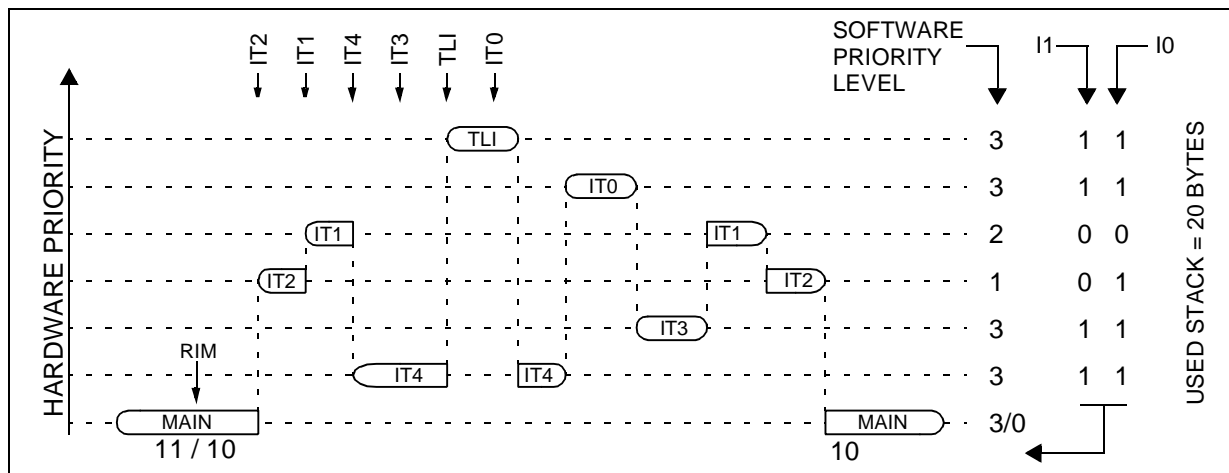 IT2
IT1
IT4
IT3
TLI
IT0
SOFTWARE
PRIORITY
LEVEL
I1
I0
HARDWARE PRIORITY
TLI
3
1 1
IT0
3
1 1
IT1
IT1
2
0 0
IT2
IT2
1
0 1
IT3
3
1 1
RIM
IT4
IT4
3
1 1
MAIN
MAIN
3/0
11 / 10
10
USED STACK = 20 BYTES